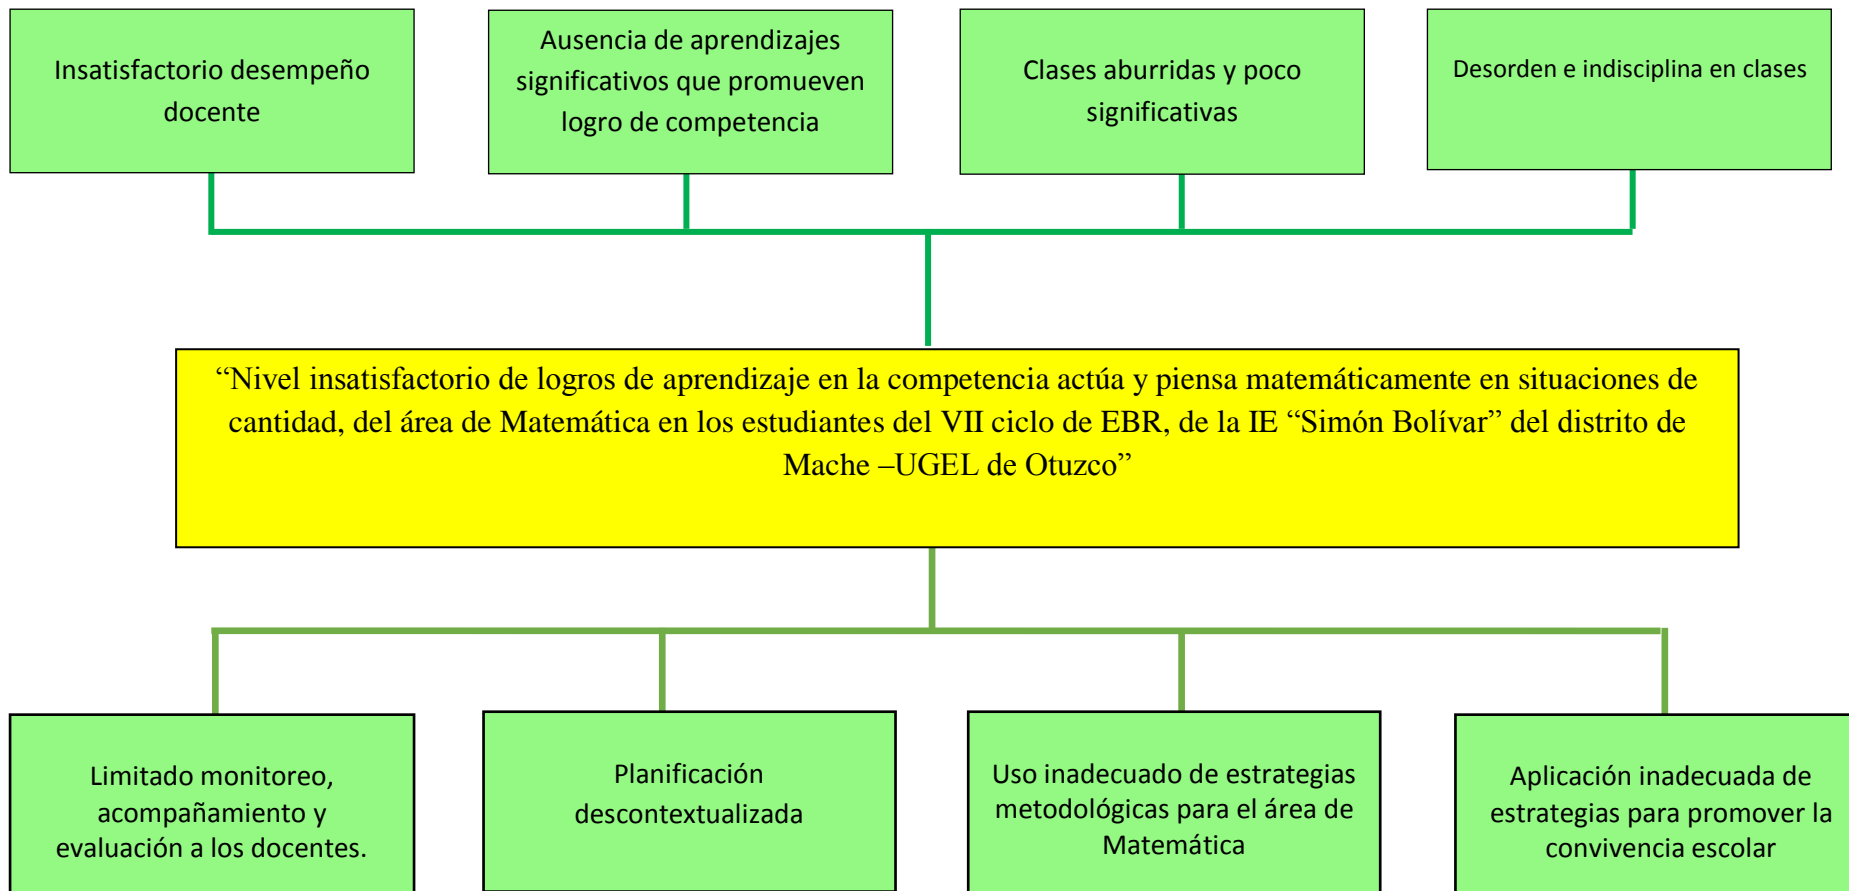 Insatisfactorio desempeño
docente
Ausencia de aprendizajes
significativos que promueven
logro de competencia
Clases aburridas y poco
significativas
Desorden e indisciplina en clases
“Nivel insatisfactorio de logros de aprendizaje en la competencia actúa y piensa matemáticamente en situaciones de
cantidad, del área de Matemática en los estudiantes del VII ciclo de EBR, de la IE “Simón Bolívar” del distrito de
Mache –UGEL de Otuzco”
Limitado monitoreo,
acompañamiento y
evaluación a los docentes.
Planificación
descontextualizada
Uso inadecuado de estrategias
metodológicas para el área de
Matemática
Aplicación inadecuada de
estrategias para promover la
convivencia escolar